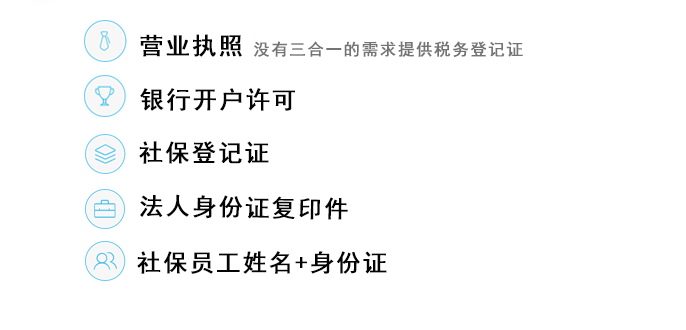 营业执照 没有三合一的需求提供税务登记证
银行开户许可
社保登记证
法人身份证复印件
社保员工姓名+身份证